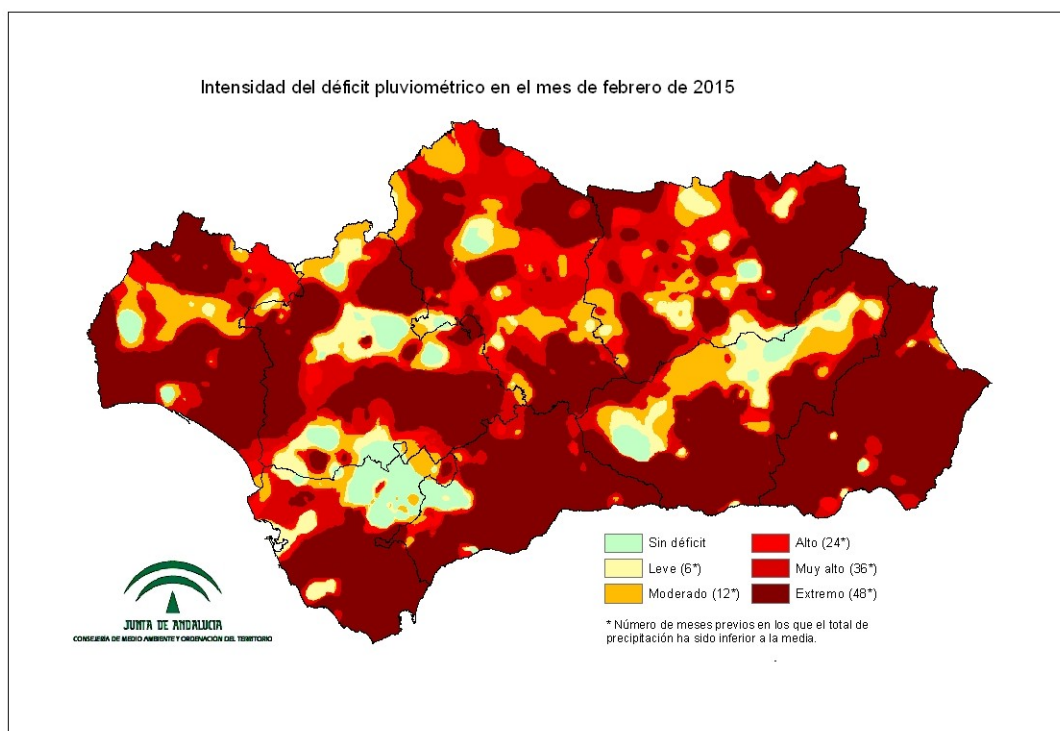 Intensidad del déficit pluviométrico en el mes de febrero de 2015
Sin déficit
Leve (6*)
Moderado (12*)
Alto (24*)
Muy alto (36*)
Extremo (48*)
* Número de meses previos en los que el total de
precipitación ha sido inferior a la media.
JUNTA DE ANDALUCIA
CONSEJERÍA DE MEDIO AMBIENTE Y ORDENACIÓN DEL TERRITORIO